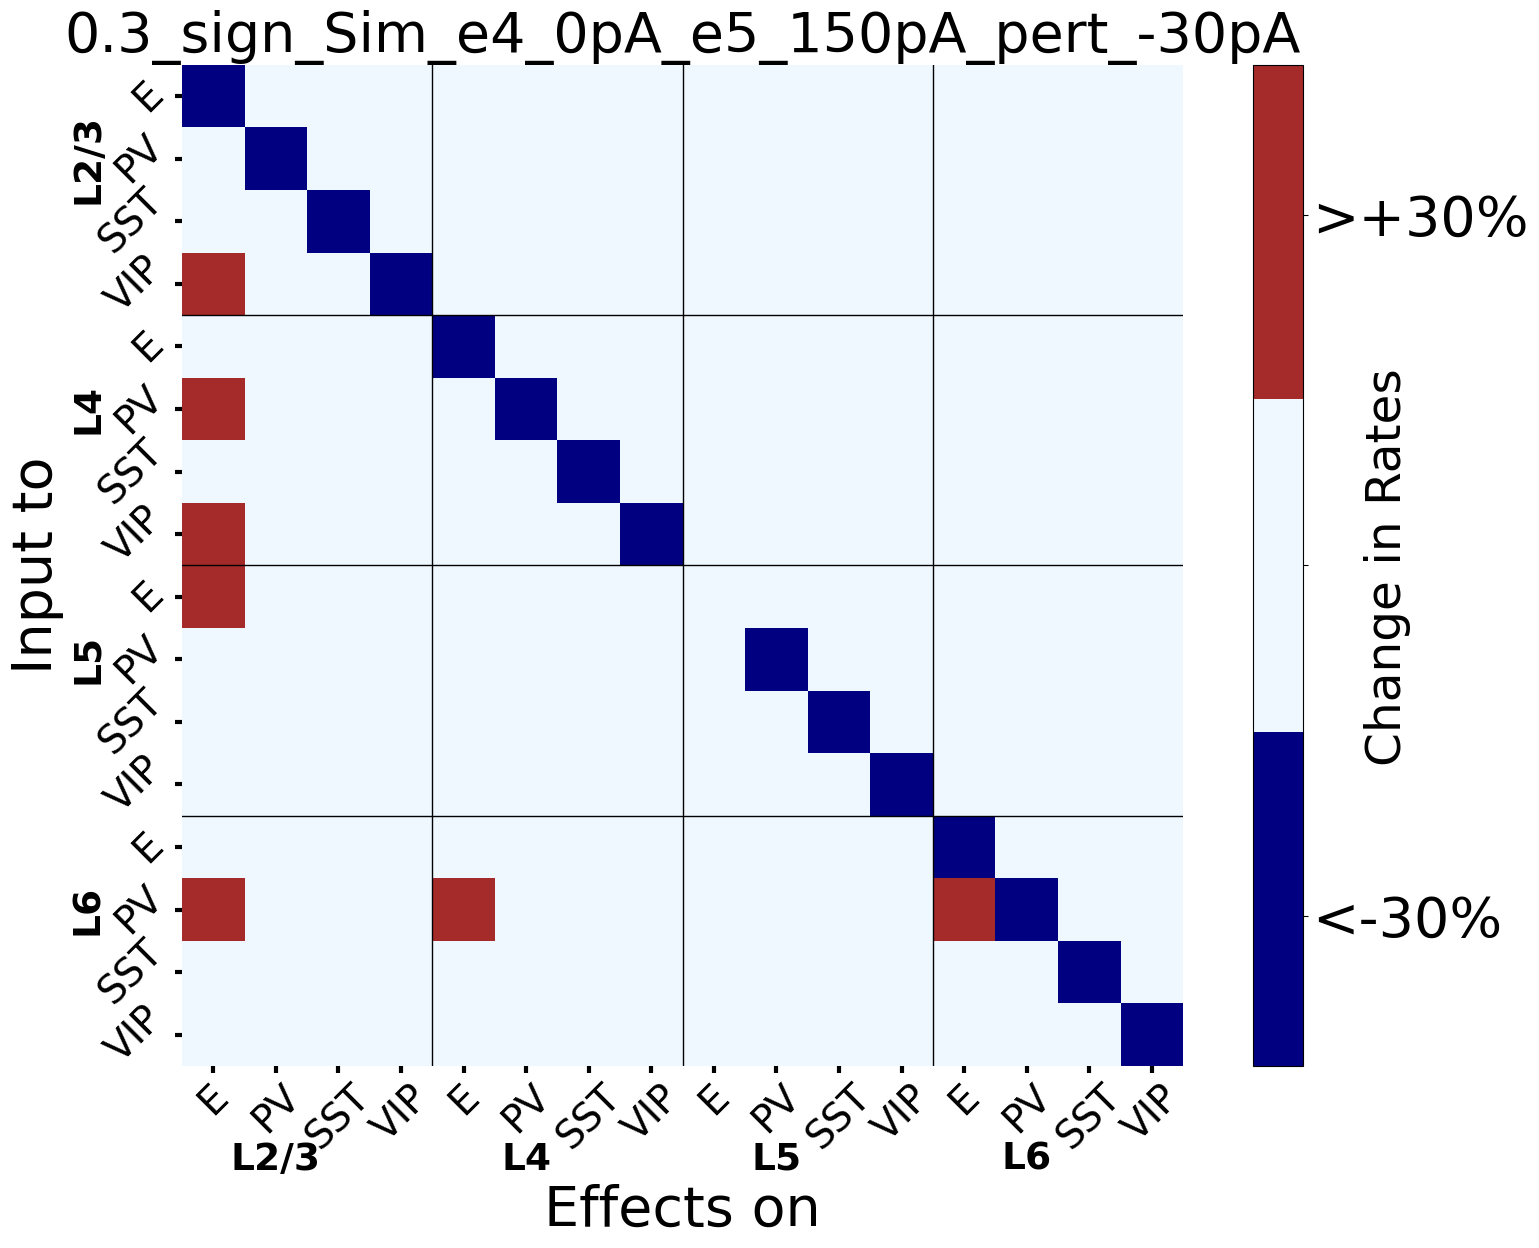 0.3_sign_Sim_e4_0pA_e5_150pA_pert_-30pA
Input to
L2/3
E
PV
SST
VIP
L4
E
PV
SST
VIP
L5
E
PV
SST
VIP
L6
E
PV
SST
VIP
E
PV
SST
VIP
E
PV
SST
VIP
E
PV
SST
VIP
E
PV
SST
VIP
L2/3
L4
L5
L6
Effects on
>+30%
<-30%
Change in Rates